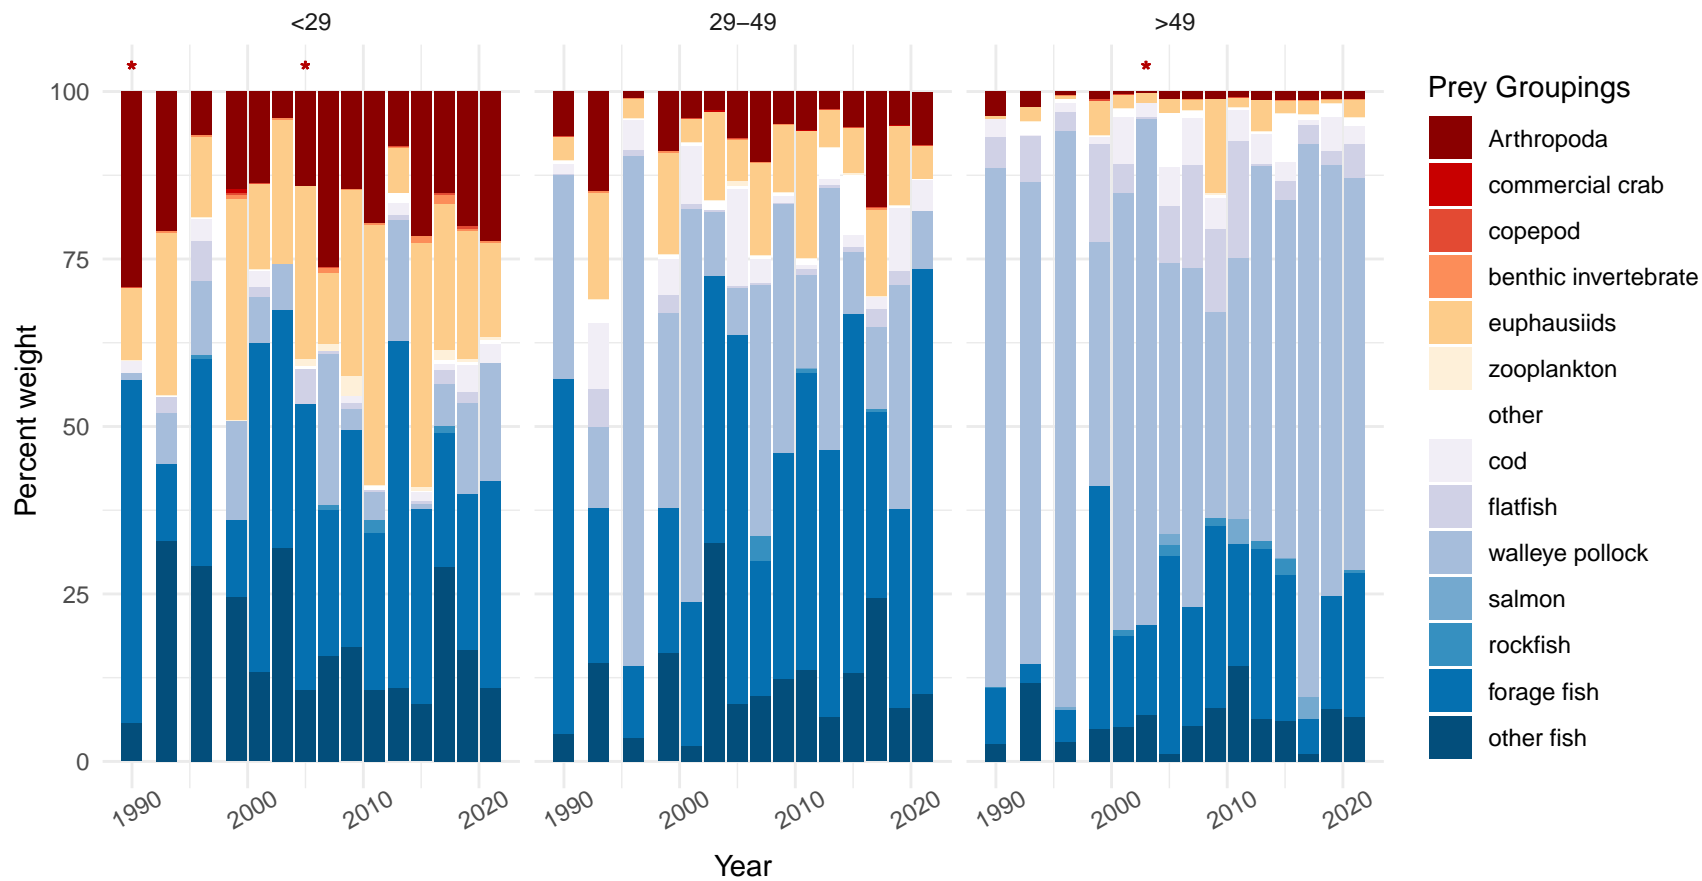 <29
29–49
>49
* * *
100
75
50
25
0
Percent weight
1990 2000 2010 2020
1990 2000 2010 2020
1990 2000 2010 2020
Year
Prey Groupings
Arthropoda
commercial crab
copepod
benthic invertebrate
euphausiids
zooplankton
other
cod
flatfish
walleye pollock
salmon
rockfish
forage fish
other fish